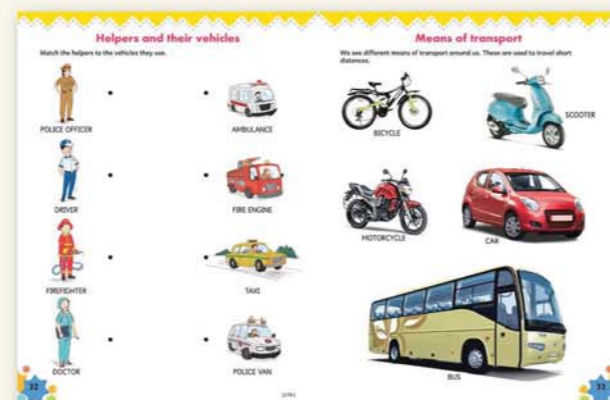 Helpers and their vehicles
Match the helpers to the vehicles they use.
POLICE OFFICER
AMBULANCE
DRIVER
FIRE ENGINE
FIREFIGHTER
TAXI
DOCTOR
POLICE VAN
32
Means of transport
We see different means of transport around us. These are used to travel short
distances.
BICYCLE
SCOOTER
MOTORCYCLE
CAR
BUS
33